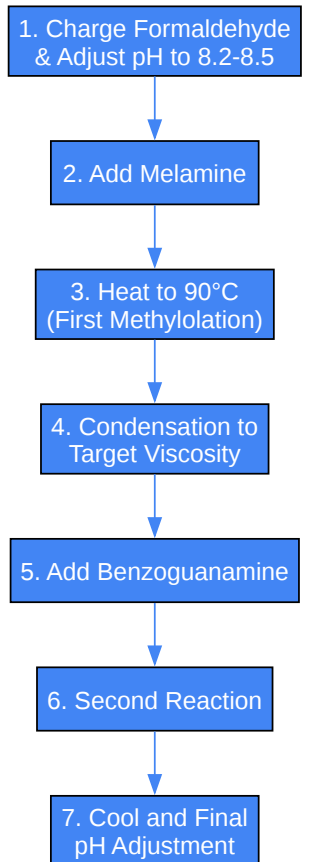 1. Charge Formaldehyde
& Adjust pH to 8.2-8.5
2. Add Melamine
3. Heat to 90°C
(First Methylolation)
4. Condensation to
Target Viscosity
5. Add Benzoguanamine
6. Second Reaction
7. Cool and Final
pH Adjustment